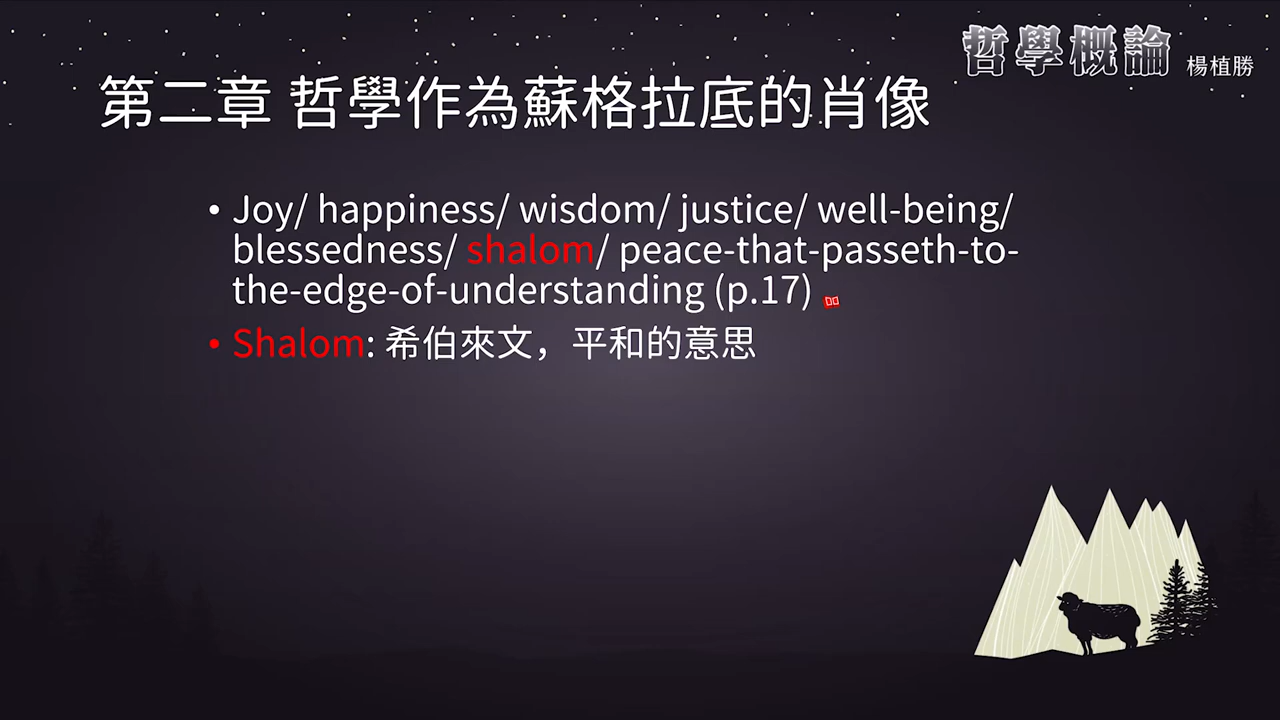 哲學概論 楊植勝
第二章 哲學作為蘇格拉底的肖像
• Joy/ happiness/ wisdom/ justice/ well-being/
blessedness/ shalom/ peace-that-passeth-to-
the-edge-of-understanding (p.17)
• Shalom: 希伯來文，平和的意思